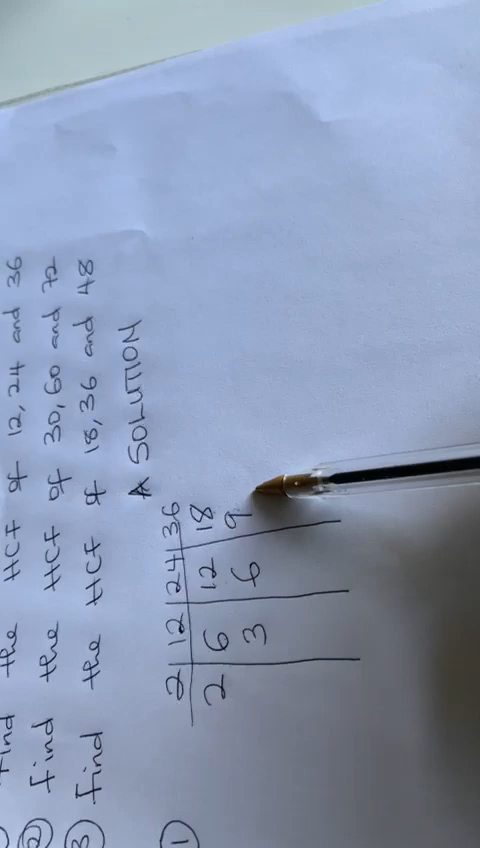 Find the HCF of 12, 24 and 36
② Find the HCF of 30, 60 and 72
③ Find the HCF of 18, 36 and 48
A SOLUTION
① 2 12 24 36
2 6 12 18
3 6 9